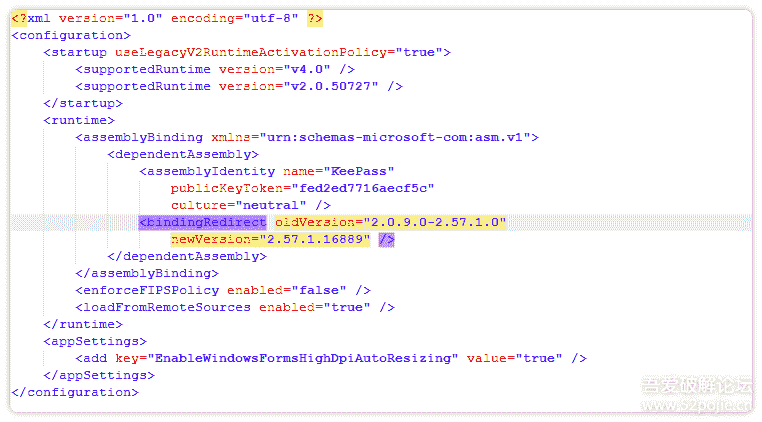 <?xml version="1.0" encoding="utf-8" ?>
<configuration>
<startup useLegacyV2RuntimeActivationPolicy="true">
<supportedRuntime version="v4.0" />
<supportedRuntime version="v2.0.50727" />
</startup>
<runtime>
<assemblyBinding xmlns="urn:schemas-microsoft-com:asm.v1">
<dependentAssembly>
<assemblyIdentity name="KeePass"
publicKeyToken="fed2ed7716aecf5c"
culture="neutral" />
<bindingRedirect oldVersion="2.0.9.0-2.57.1.0"
newVersion="2.57.1.16889" />
</dependentAssembly>
</assemblyBinding>
<enforceFIPSPolicy enabled="false" />
<loadFromRemoteSources enabled="true" />
</runtime>
<appSettings>
<add key="EnableWindowsFormsHighDpiAutoResizing" value="true" />
</appSettings>
</configuration>
吾爱破解论坛
www.52pojie.cn